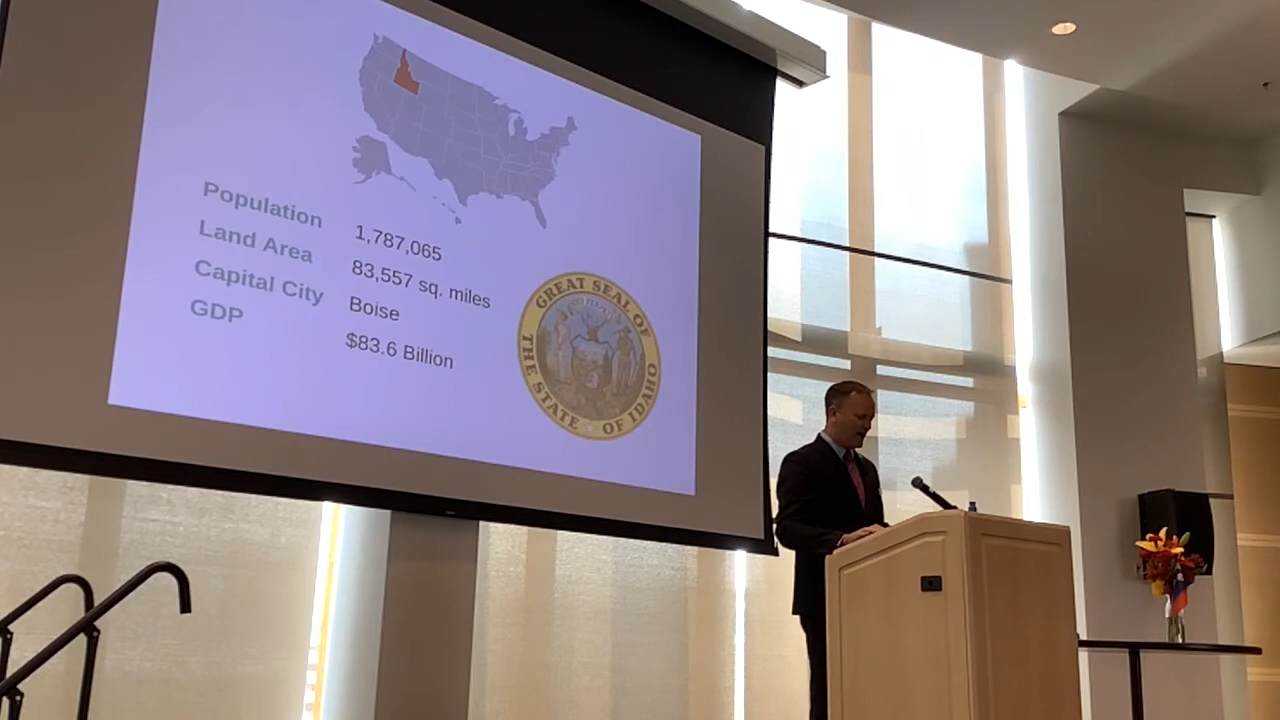 Population 1,787,065
Land Area 83,557 sq. miles
Capital City Boise
GDP $83.6 Billion
GREAT SEAL OF
THE STATE OF IDAHO